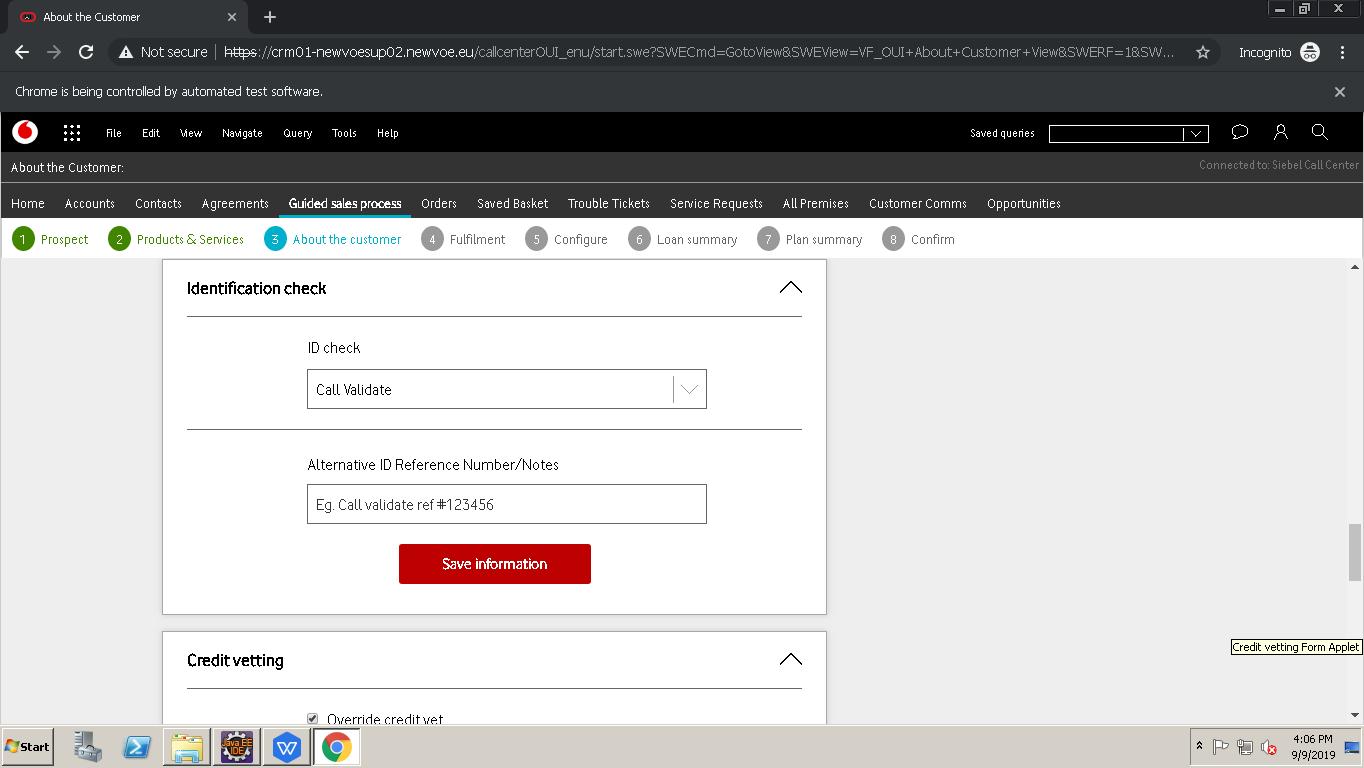 About the Customer
Not secure https://crm01-newvoesup02.newvoe.eu/callcenterOUI_enu/start.swe?SWECmd=GotoView&SWEView=VF_OUI+About+Customer+View&SWERF=1&SW... Incognito
Chrome is being controlled by automated test software.
File Edit View Navigate Query Tools Help Saved queries
About the Customer: Connected to: Siebel Call Center
Home Accounts Contacts Agreements Guided sales process Orders Saved Basket Trouble Tickets Service Requests All Premises Customer Comms Opportunities
1 Prospect 2 Products & Services 3 About the customer 4 Fulfilment 5 Configure 6 Loan summary 7 Plan summary 8 Confirm
Identification check
ID check
Call Validate
Alternative ID Reference Number/Notes
Eg. Call validate ref #123456
Save information
Credit vetting Form Applet
Credit vetting
Override credit vet
Start Java EE IDE W 4:06 PM
9/9/2019